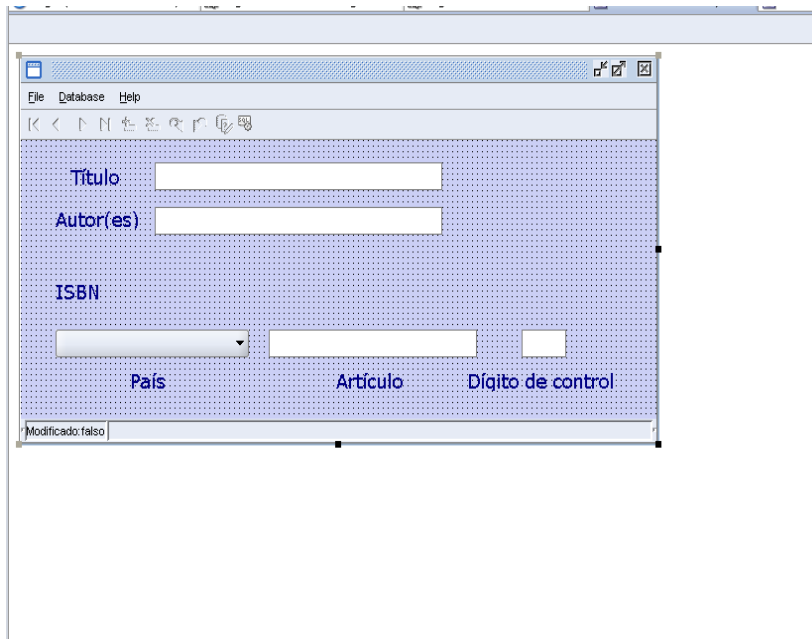 File Database Help
Título
Autor(es)
ISBN
País Artículo Dígito de control
Modificado:falso